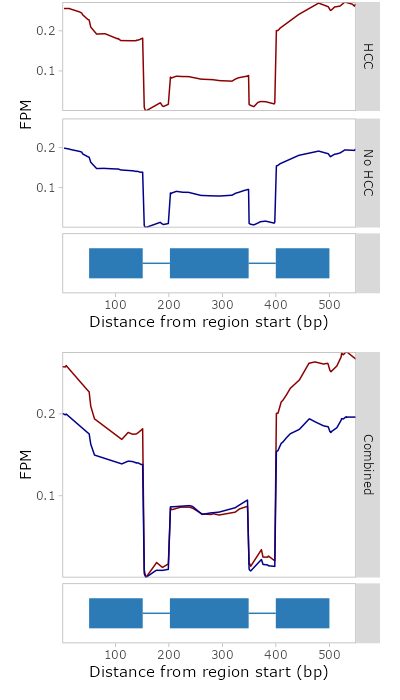 0.2
0.1
HCC
FPM
0.2
0.1
No HCC
100 200 300 400 500
Distance from region start (bp)
0.2
0.1
FPM
Combined
100 200 300 400 500
Distance from region start (bp)